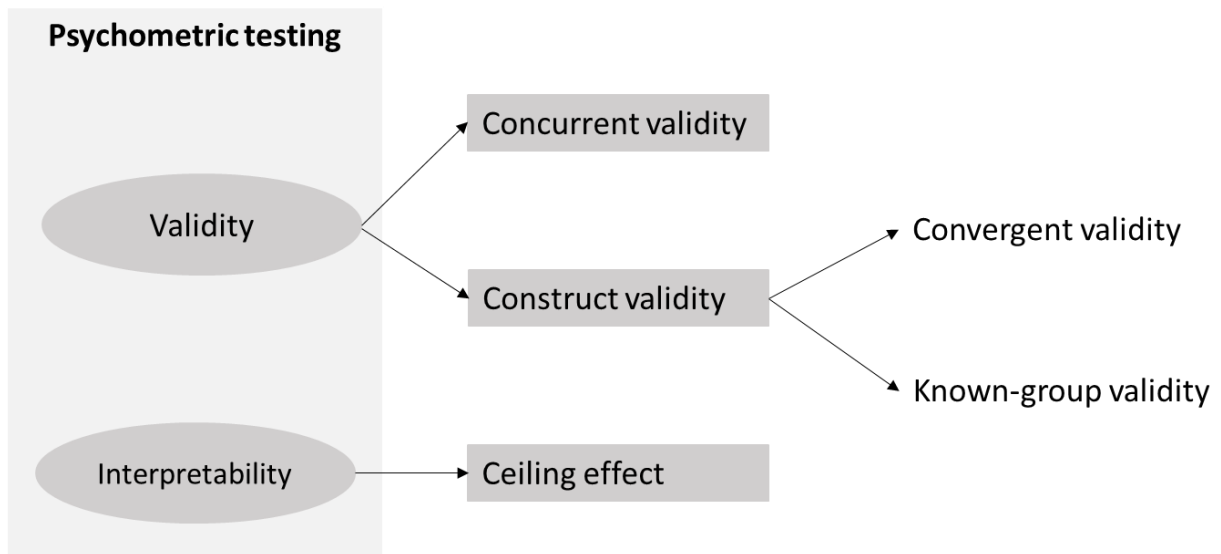 Psychometric testing
Concurrent validity
Validity
Convergent validity
Construct validity
Known-group validity
Interpretability
Ceiling effect